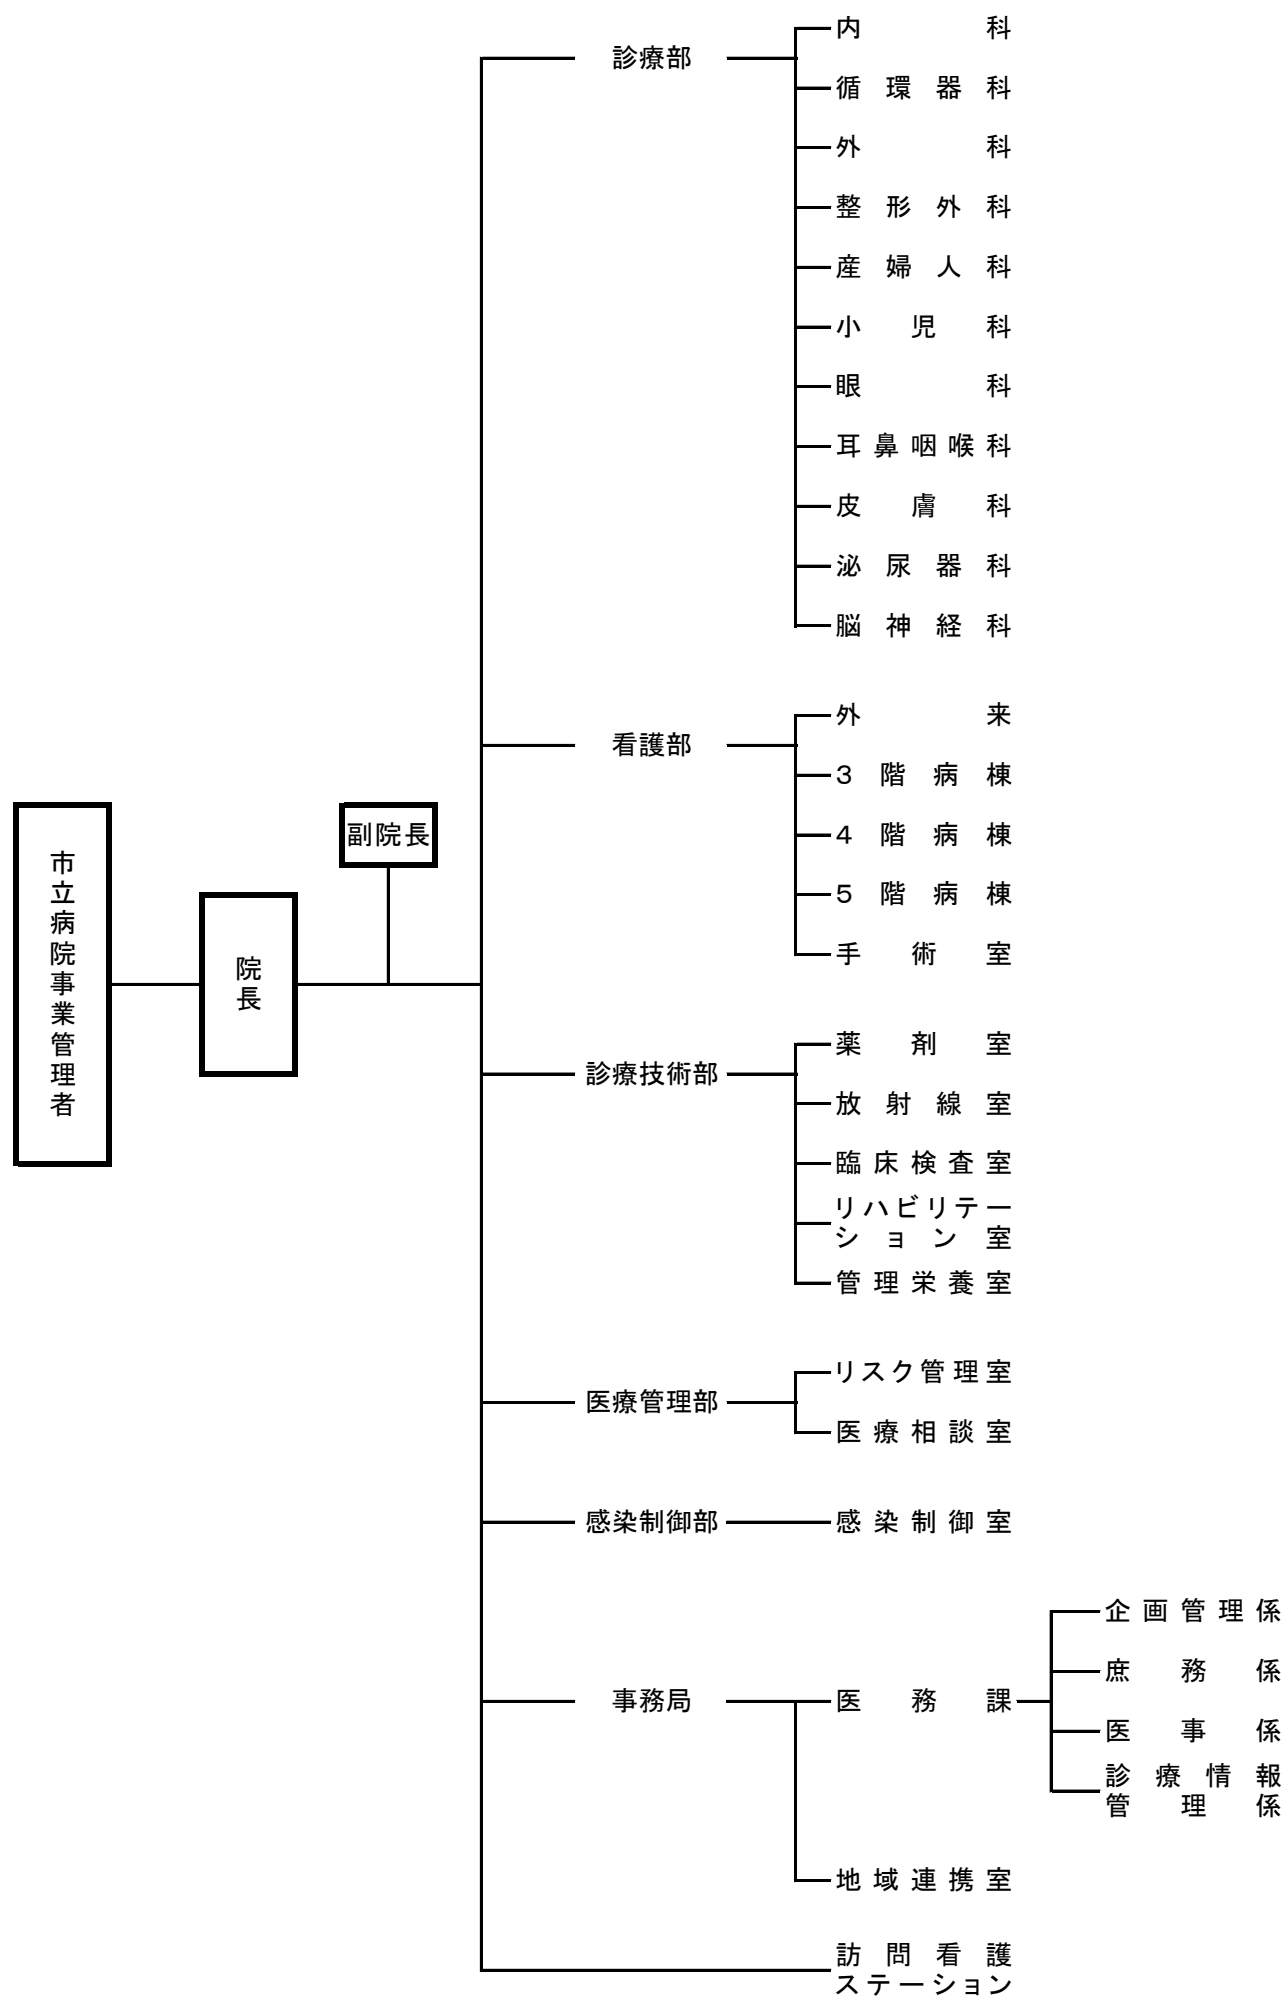 市立病院事業管理者
院長
副院長
診療部
内科
循環器科
外科
整形外科
産婦人科
小児科
眼科
耳鼻咽喉科
皮膚科
泌尿器科
脳神経科
看護部
外来
3階病棟
4階病棟
5階病棟
手術室
診療技術部
薬剤室
放射線室
臨床検査室
リハビリテー
ション室
管理栄養室
医療管理部
リスク管理室
医療相談室
感染制御部
感染制御室
事務局
医務課
企画管理係
庶務係
医事係
診療情報
管理係
地域連携室
訪問看護
ステーション